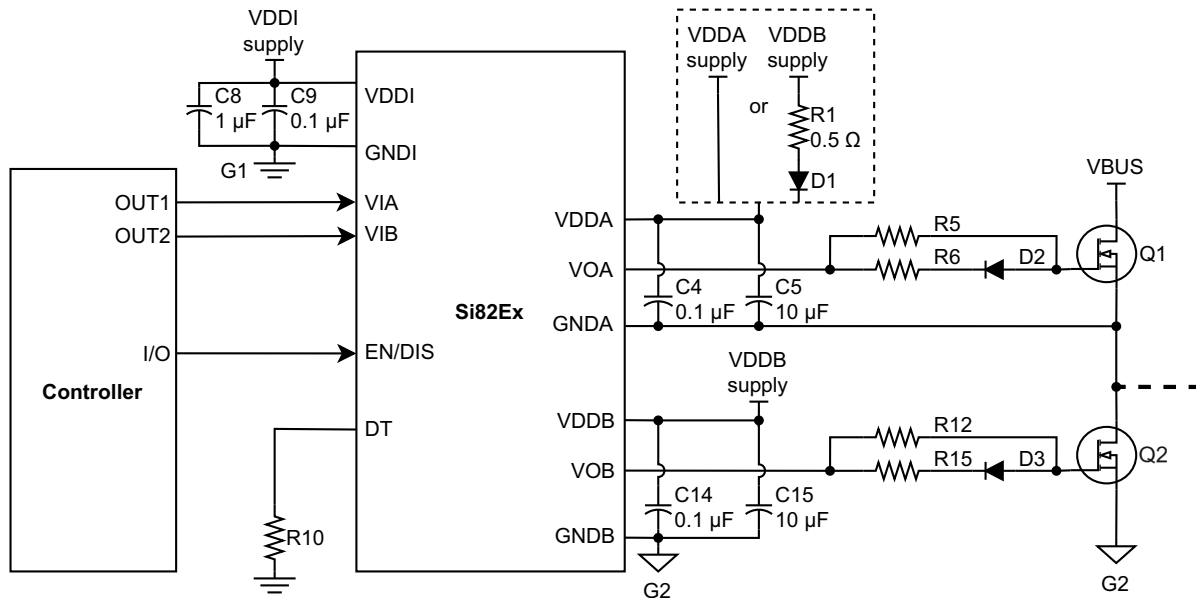 VDDI
supply
C8
1 µF
C9
0.1 µF
VDDI
GNDI
G1
VDDA
supply
or
VDDB
supply
R1
0.5 Ω
D1
VBUS
OUT1
OUT2
I/O
Controller
VIA
VIB
EN/DIS
DT
Si82Ex
VDDA
VOA
GNDA
VDDB
VOB
GNDB
C4
0.1 µF
C5
10 µF
R5
R6
D2
Q1
VDDB
supply
C14
0.1 µF
C15
10 µF
R12
R15
D3
Q2
R10
G2
G2